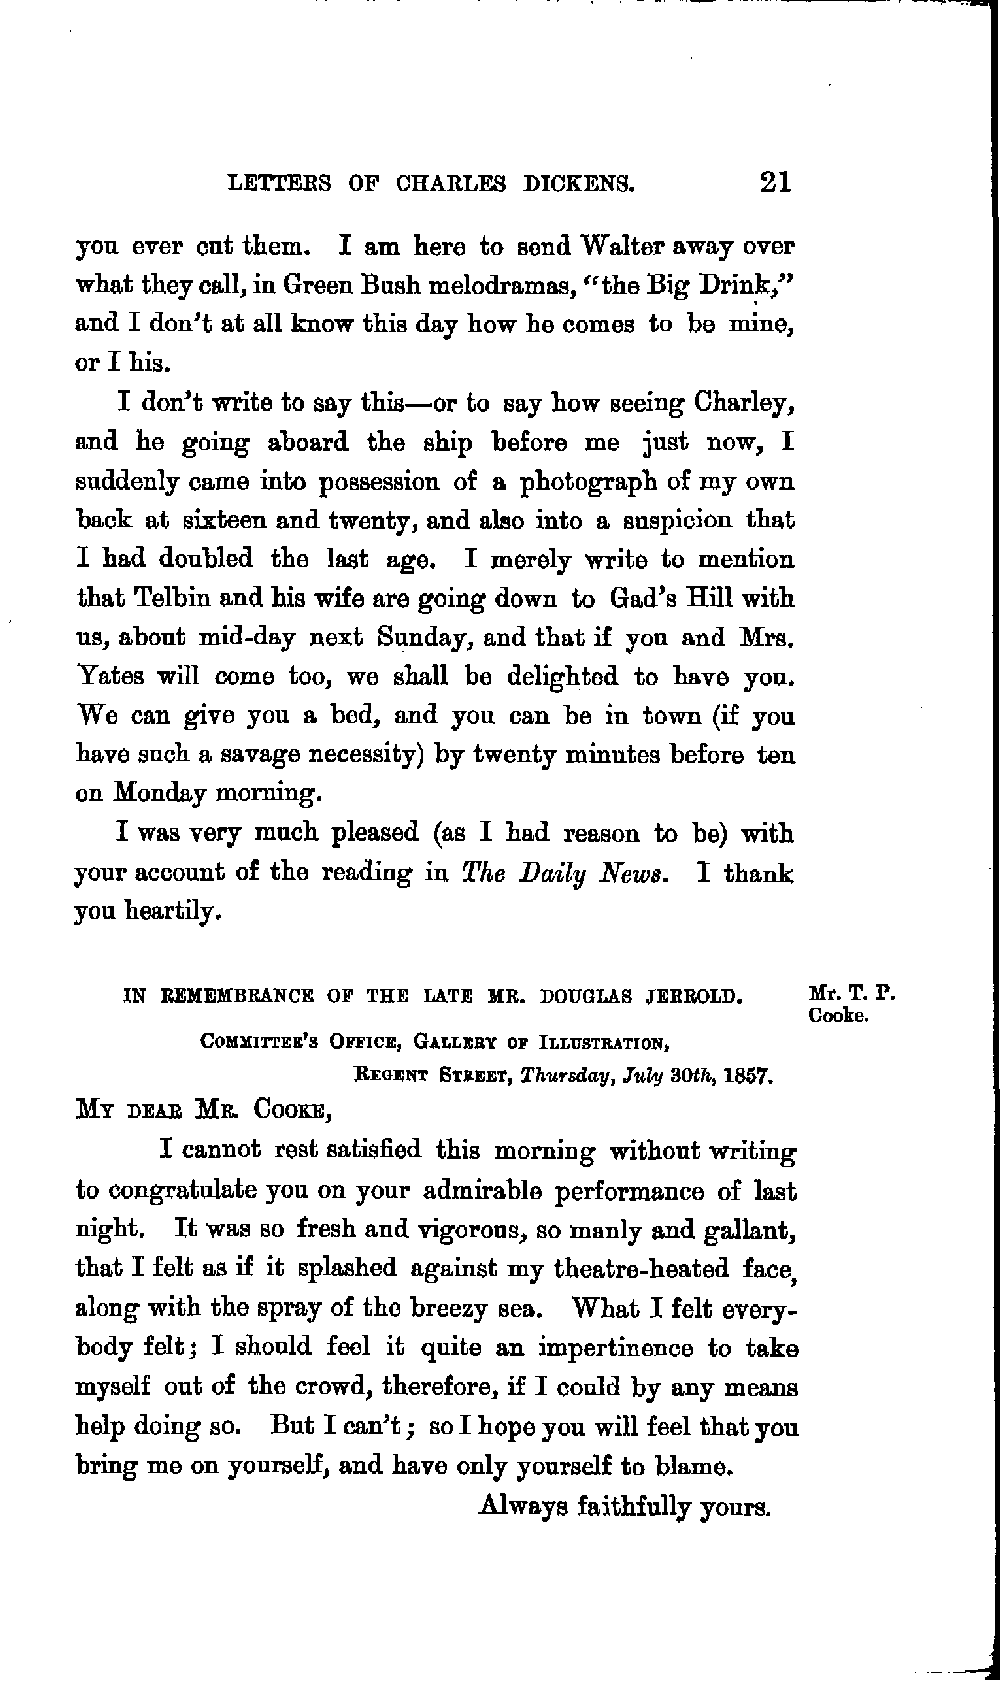 LETTERS OF CHARLES DICKENS. 21
you ever cut them. I am here to send Walter away over
what they call, in Green Bush melodramas, “the Big Drink,”
and I don’t at all know this day how he comes to be mine,
or I his.
I don’t write to say this—or to say how seeing Charley,
and he going aboard the ship before me just now, I
suddenly came into possession of a photograph of my own
back at sixteen and twenty, and also into a suspicion that
I had doubled the last age. I merely write to mention
that Telbin and his wife are going down to Gad’s Hill with
us, about mid-day next Sunday, and that if you and Mrs.
Yates will come too, we shall be delighted to have you.
We can give you a bed, and you can be in town (if you
have such a savage necessity) by twenty minutes before ten
on Monday morning.
I was very much pleased (as I had reason to be) with
your account of the reading in The Daily News. I thank
you heartily.
IN REMEMBRANCE OF THE LATE MR. DOUGLAS JERROLD.
Mr. T. P.
Cooke.
COMMITTEE’S OFFICE, GALLERY OF ILLUSTRATION,
REGENT STREET, Thursday, July 30th, 1857.
MY DEAR MR. COOKE,
I cannot rest satisfied this morning without writing
to congratulate you on your admirable performance of last
night. It was so fresh and vigorous, so manly and gallant,
that I felt as if it splashed against my theatre-heated face,
along with the spray of the breezy sea. What I felt every-
body felt; I should feel it quite an impertinence to take
myself out of the crowd, therefore, if I could by any means
help doing so. But I can’t; so I hope you will feel that you
bring me on yourself, and have only yourself to blame.
Always faithfully yours.